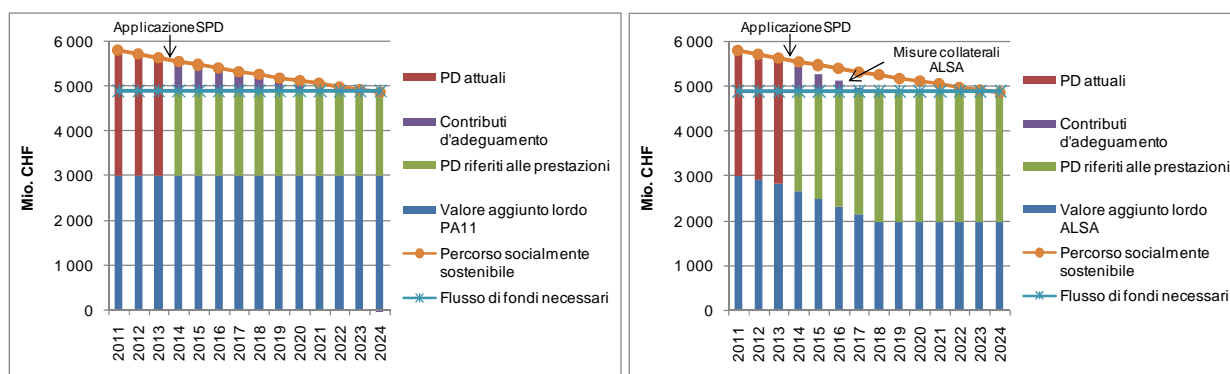 Applicazione SPD
Mio. CHF
6 000
5 000
4 000
3 000
2 000
1 000
0
2011
2012
2013
2014
2015
2016
2017
2018
2019
2020
2021
2022
2023
2024
PD attuali
Contributi
d'adeguamento
PD riferiti alle prestazioni
Valore aggiunto lordo
PA11
Percorso socialmente
sostenibile
Flusso di fondi necessari
Applicazione SPD
Misure collaterali
ALSA
Mio. CHF
6 000
5 000
4 000
3 000
2 000
1 000
0
2011
2012
2013
2014
2015
2016
2017
2018
2019
2020
2021
2022
2023
2024
PD attuali
Contributi
d'adeguamento
PD riferiti alle prestazioni
Valore aggiunto lordo
ALSA
Percorso socialmente
sostenibile
Flusso di fondi necessari